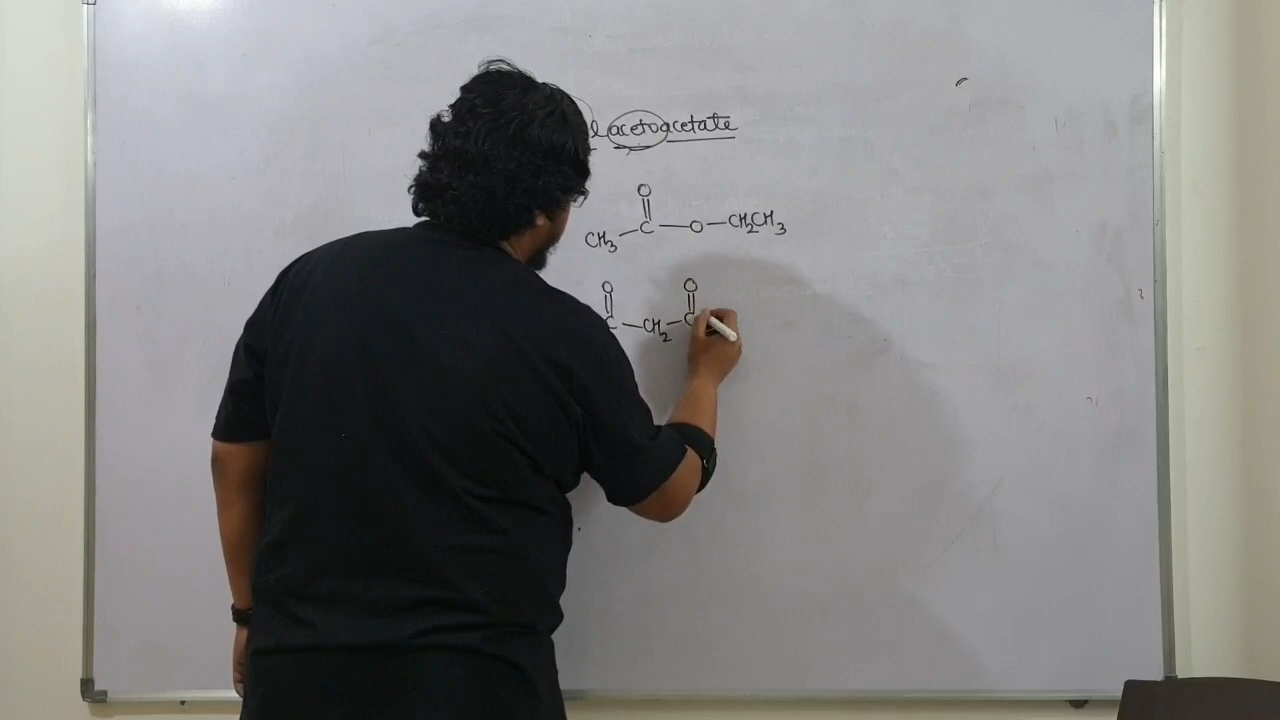 l acetoacetate
O
CH3 — C — O — CH2CH3
O O
C — CH2 — C